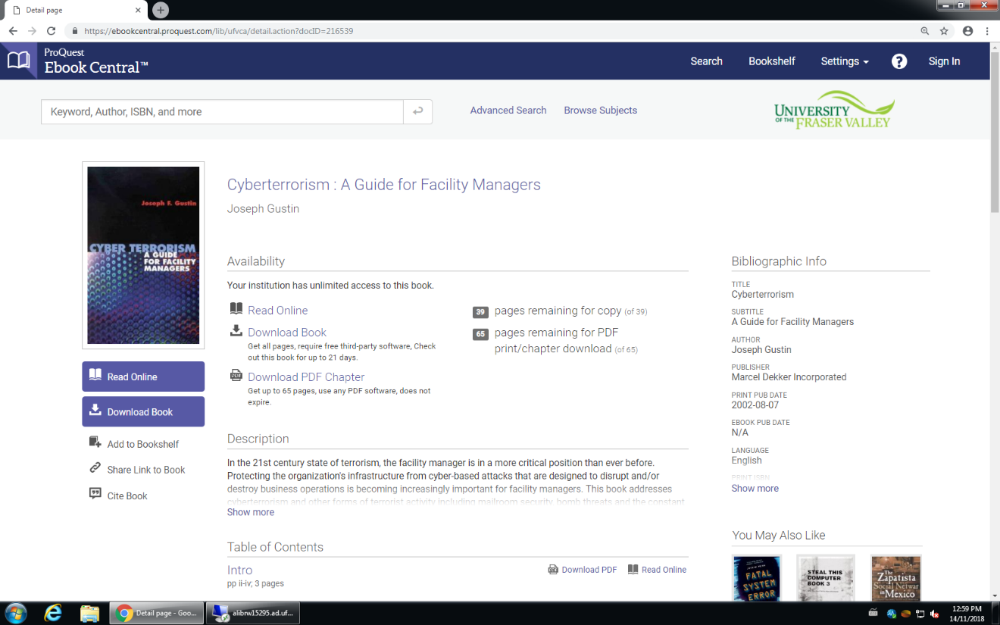 Detail page
https://ebookcentral.proquest.com/lib/ufvca/detail.action?docID=216539
ProQuest
Ebook Central™
Search
Bookshelf
Settings
?
Sign In
Keyword, Author, ISBN, and more
Advanced Search
Browse Subjects
UNIVERSITY
OF THE FRASER VALLEY
Joseph F. Gustin
CYBER TERRORISM
A GUIDE
FOR FACILITY
MANAGERS
Cyberterrorism : A Guide for Facility Managers
Joseph Gustin
Availability
Your institution has unlimited access to this book.
Read Online
Download Book
Get all pages, require free third-party software, Check
out this book for up to 21 days.
PDF
Download PDF Chapter
Get up to 65 pages, use any PDF software, does not
expire.
39 pages remaining for copy (of 39)
65 pages remaining for PDF
print/chapter download (of 65)
Read Online
Download Book
Add to Bookshelf
Share Link to Book
Cite Book
Description
In the 21st century state of terrorism, the facility manager is in a more critical position than ever before.
Protecting the organization's infrastructure from cyber-based attacks that are designed to disrupt and/or
destroy business operations is becoming increasingly important for facility managers. This book addresses
cyberterrorism and other forms of terrorist activity including mailroom security, bomb threats and the constant
Show more
Table of Contents
Intro
pp ii-iv; 3 pages
Download PDF
Read Online
Bibliographic Info
TITLE
Cyberterrorism
SUBTITLE
A Guide for Facility Managers
AUTHOR
Joseph Gustin
PUBLISHER
Marcel Dekker Incorporated
PRINT PUB DATE
2002-08-07
EBOOK PUB DATE
N/A
LANGUAGE
English
PRINT ISBN
Show more
You May Also Like
FATAL
SYSTEM
ERROR
STEAL THIS
COMPUTER
BOOK 3
The
Zapatista
Social Netwar
in Mexico
Detail page - Goo...
alibrw15295.ad.uf...
12:59 PM
14/11/2018